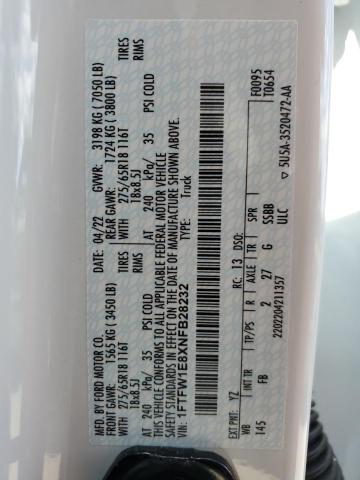 MFD. BY FORD MOTOR CO.
04/22 GVWR: 3198 KG (7050 LB)
FRONT GAWR: 1565 KG (3450 LB) REAR GAWR: 1724 KG (3800 LB)
WITH 275/65R18 116T TIRES WITH 275/65R18 116T TIRES
18x8.5J RIMS 18x8.5J RIMS
AT 240 kPa/ 35 PSI COLD AT 240 kPa/ 35 PSI COLD
THIS VEHICLE CONFORMS TO ALL APPLICABLE FEDERAL MOTOR VEHICLE
SAFETY STANDARDS IN EFFECT ON THE DATE OF MANUFACTURE SHOWN ABOVE.
VIN: 1FTFW1E8XNFB28232
TYPE: Truck
F0095
T0654
EXT PNT: YZ RC: 13 DSO:
WB INT TR TP/PS R AXLE TR SPR
145 FB 2 27 G SSBB
ULC
2202204211357
▽ 5U5A-3520472-AA